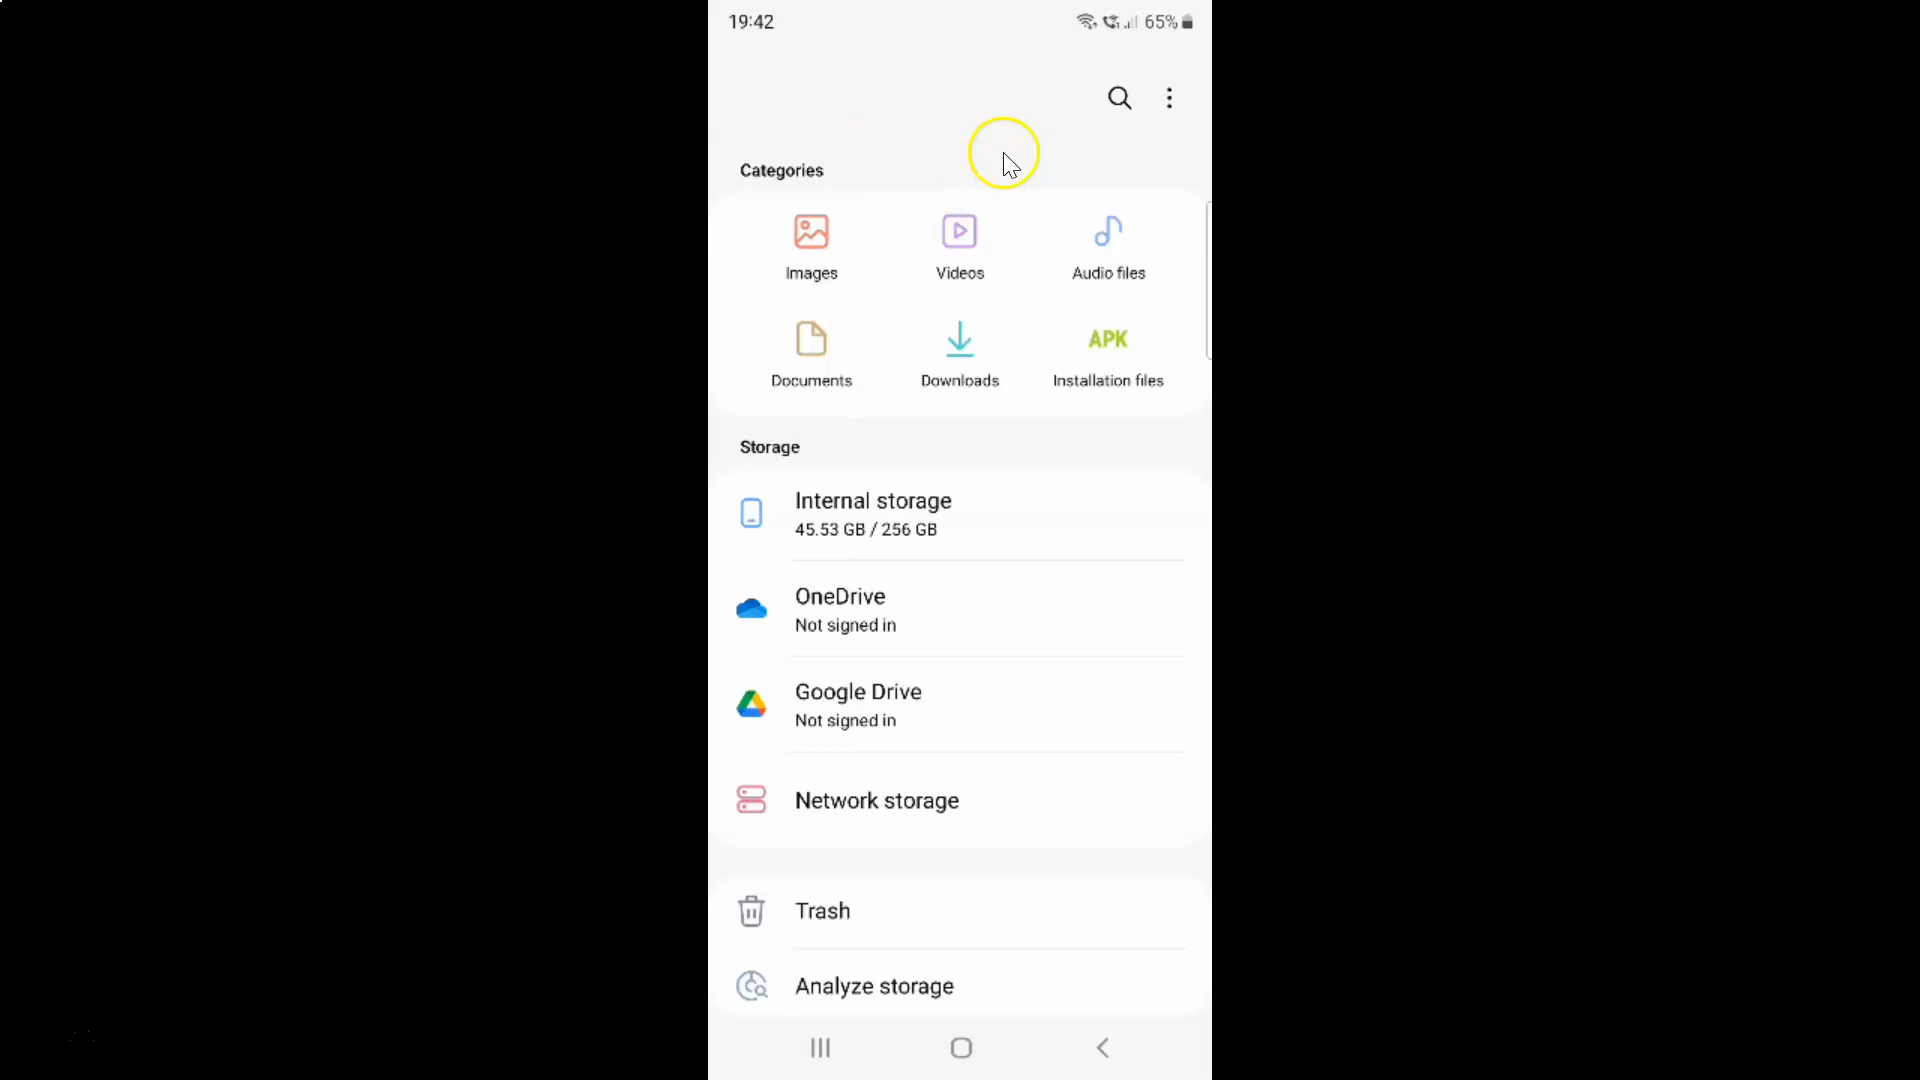 19:42
65%
Categories
Images
Videos
Audio files
APK
Documents
Downloads
Installation files
Storage
Internal storage
45.53 GB / 256 GB
OneDrive
Not signed in
Google Drive
Not signed in
Network storage
Trash
Analyze storage